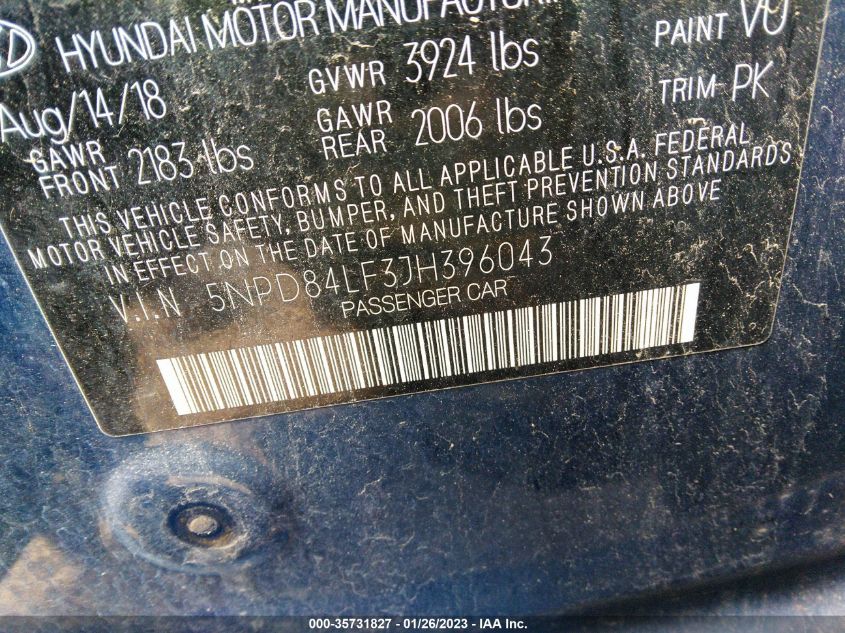 HYUNDAI MOTOR MANUFACTURI
Aug/14/18 GVWR 3924 lbs PAINT VU
GAWR FRONT 2183 lbs GAWR REAR 2006 lbs TRIM PK
THIS VEHICLE CONFORMS TO ALL APPLICABLE U.S.A. FEDERAL
MOTOR VEHICLE SAFETY, BUMPER, AND THEFT PREVENTION STANDARDS
IN EFFECT ON THE DATE OF MANUFACTURE SHOWN ABOVE
V.I.N 5NPD84LF3JH396043
PASSENGER CAR
000-35731827 - 01/26/2023 - IAA Inc.